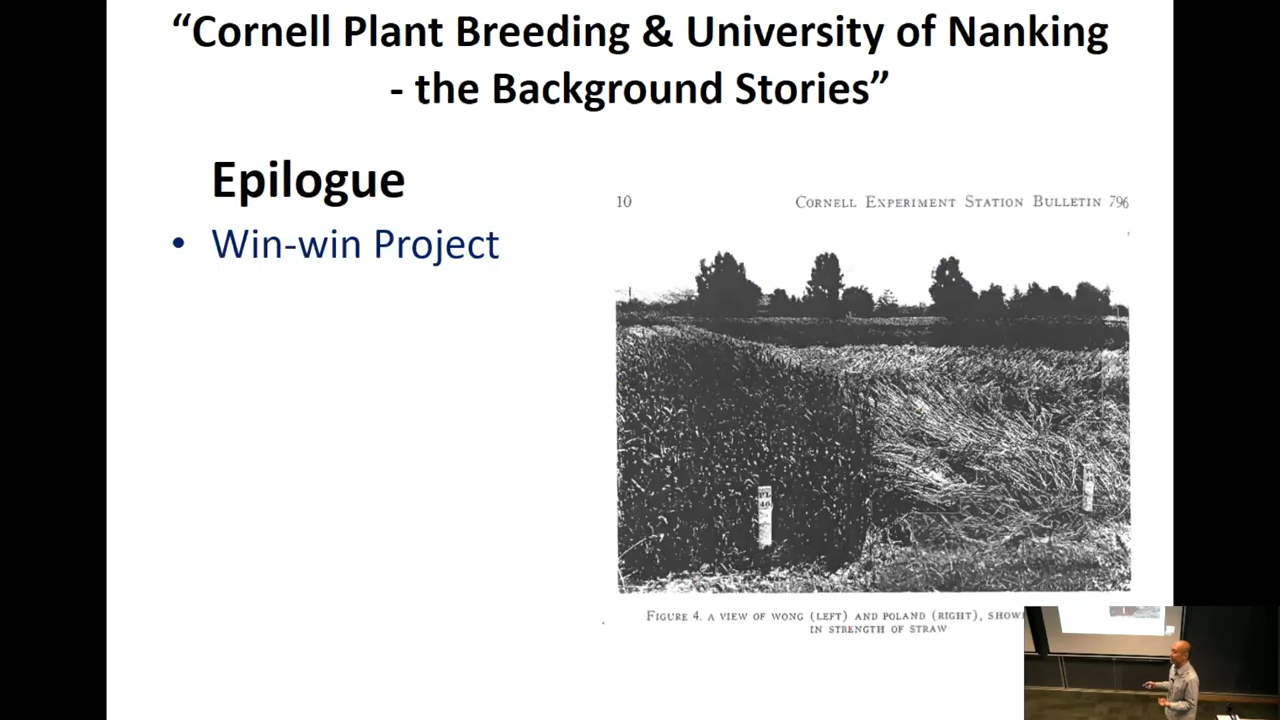 “Cornell Plant Breeding & University of Nanking
- the Background Stories”
Epilogue
• Win-win Project
10 CORNELL EXPERIMENT STATION BULLETIN 796
FIGURE 4. A VIEW OF WONG (LEFT) AND POLAND (RIGHT),
IN STRENGTH OF STRAW